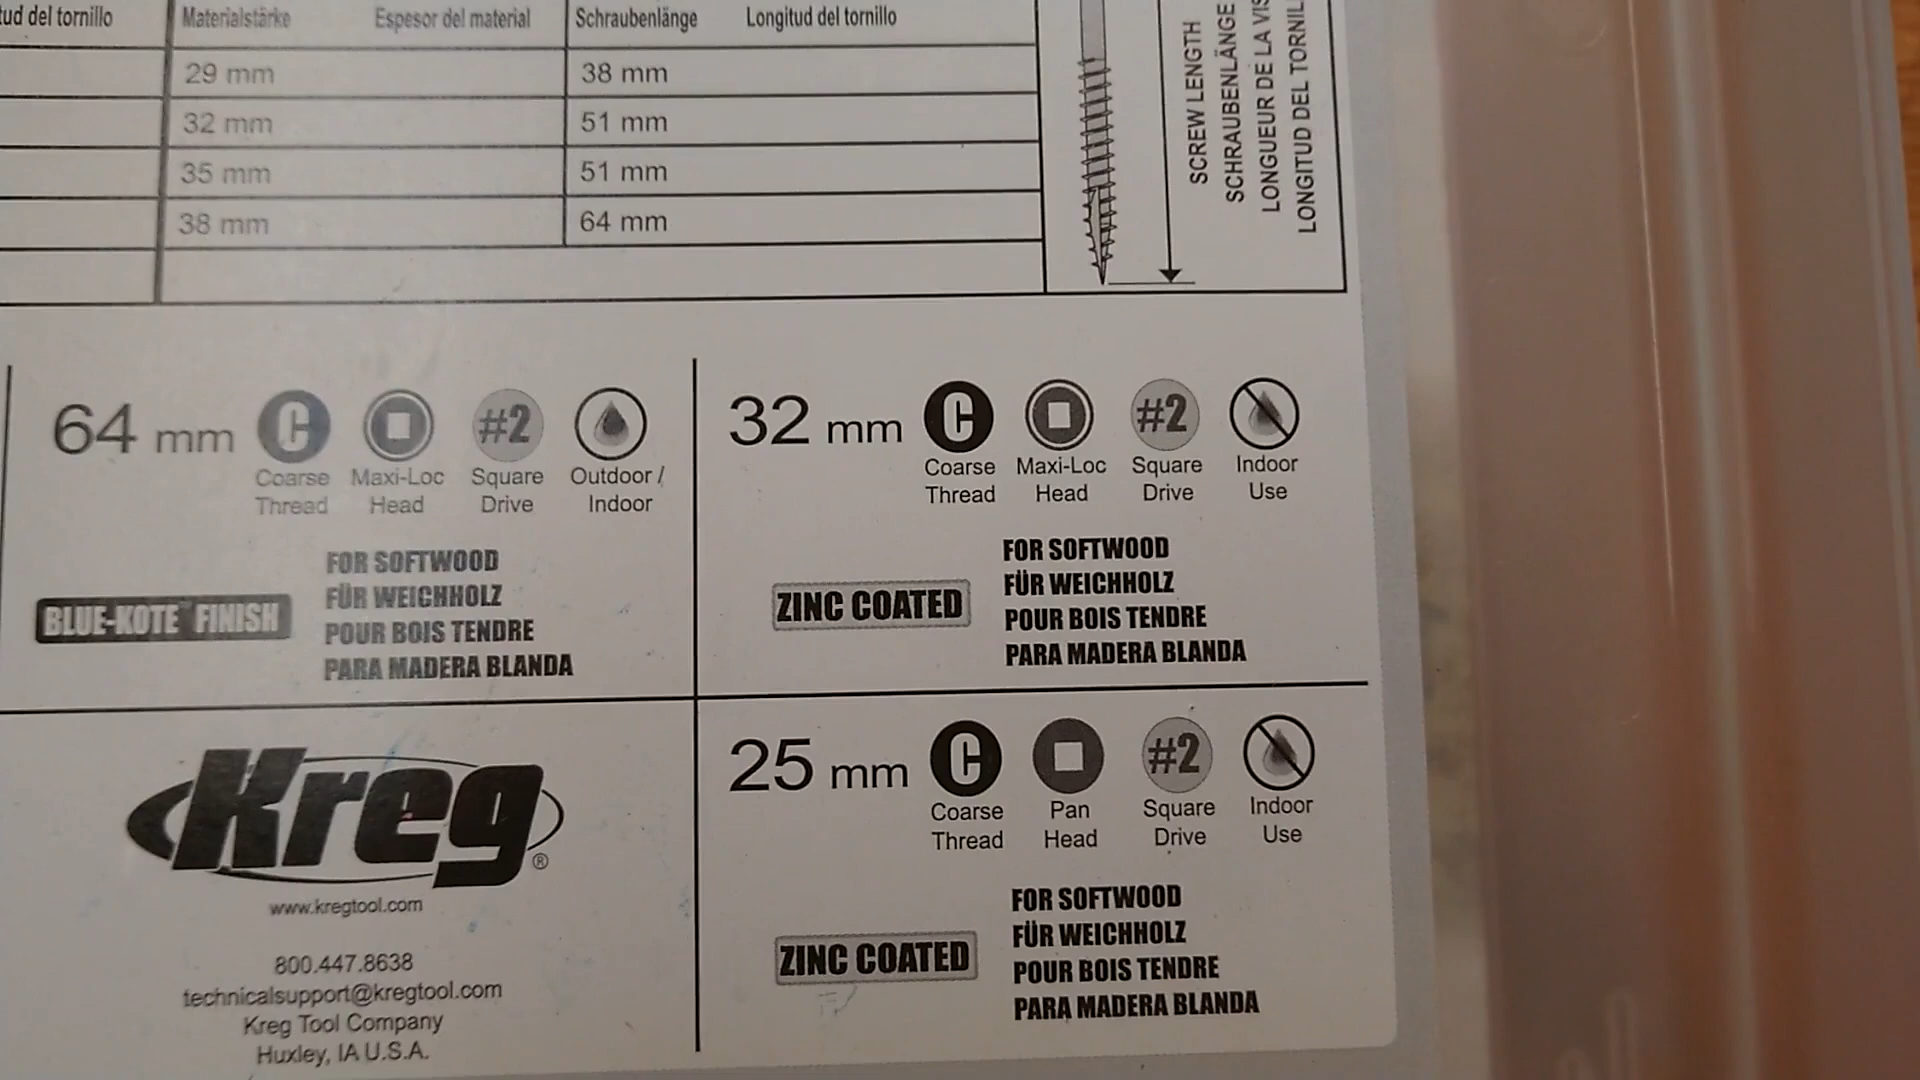 tud del tornillo Materialstärke Espesor del material Schraubenlänge Longitud del tornillo
29 mm 38 mm
32 mm 51 mm
35 mm 51 mm
38 mm 64 mm
SCREW LENGTH
SCHRAUBENLÄNGE
LONGUEUR DE LA VIS
LONGITUD DEL TORNILL
64 mm C #2
Coarse Maxi-Loc Square Outdoor /
Thread Head Drive Indoor
BLUE-KOTE™ FINISH
FOR SOFTWOOD
FÜR WEICHHOLZ
POUR BOIS TENDRE
PARA MADERA BLANDA
32 mm C #2
Coarse Maxi-Loc Square Indoor
Thread Head Drive Use
ZINC COATED
FOR SOFTWOOD
FÜR WEICHHOLZ
POUR BOIS TENDRE
PARA MADERA BLANDA
Kreg®
www.kregtool.com
800.447.8638
technicalsupport@kregtool.com
Kreg Tool Company
Huxley, IA U.S.A.
25 mm C #2
Coarse Pan Square Indoor
Thread Head Drive Use
ZINC COATED
FOR SOFTWOOD
FÜR WEICHHOLZ
POUR BOIS TENDRE
PARA MADERA BLANDA